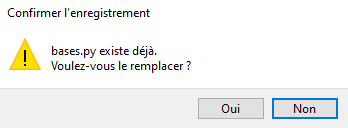 Confirmer l’enregistrement
bases.py existe déjà.
Voulez-vous le remplacer ?
Oui
Non